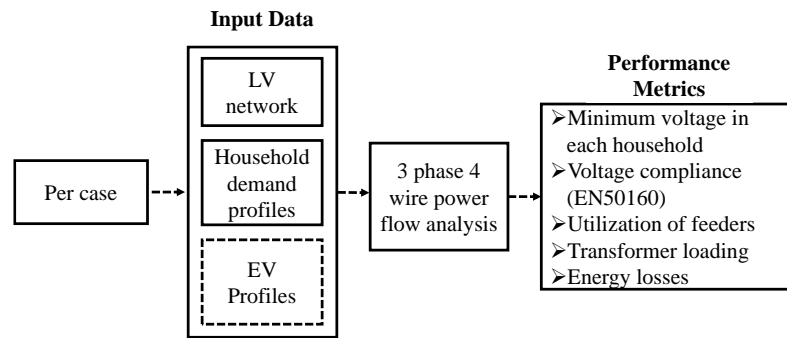 Input Data
Per case
LV
network
Household
demand
profiles
EV
Profiles
3 phase 4
wire power
flow analysis
Performance
Metrics
➢Minimum voltage in
each household
➢Voltage compliance
(EN50160)
➢Utilization of feeders
➢Transformer loading
➢Energy losses